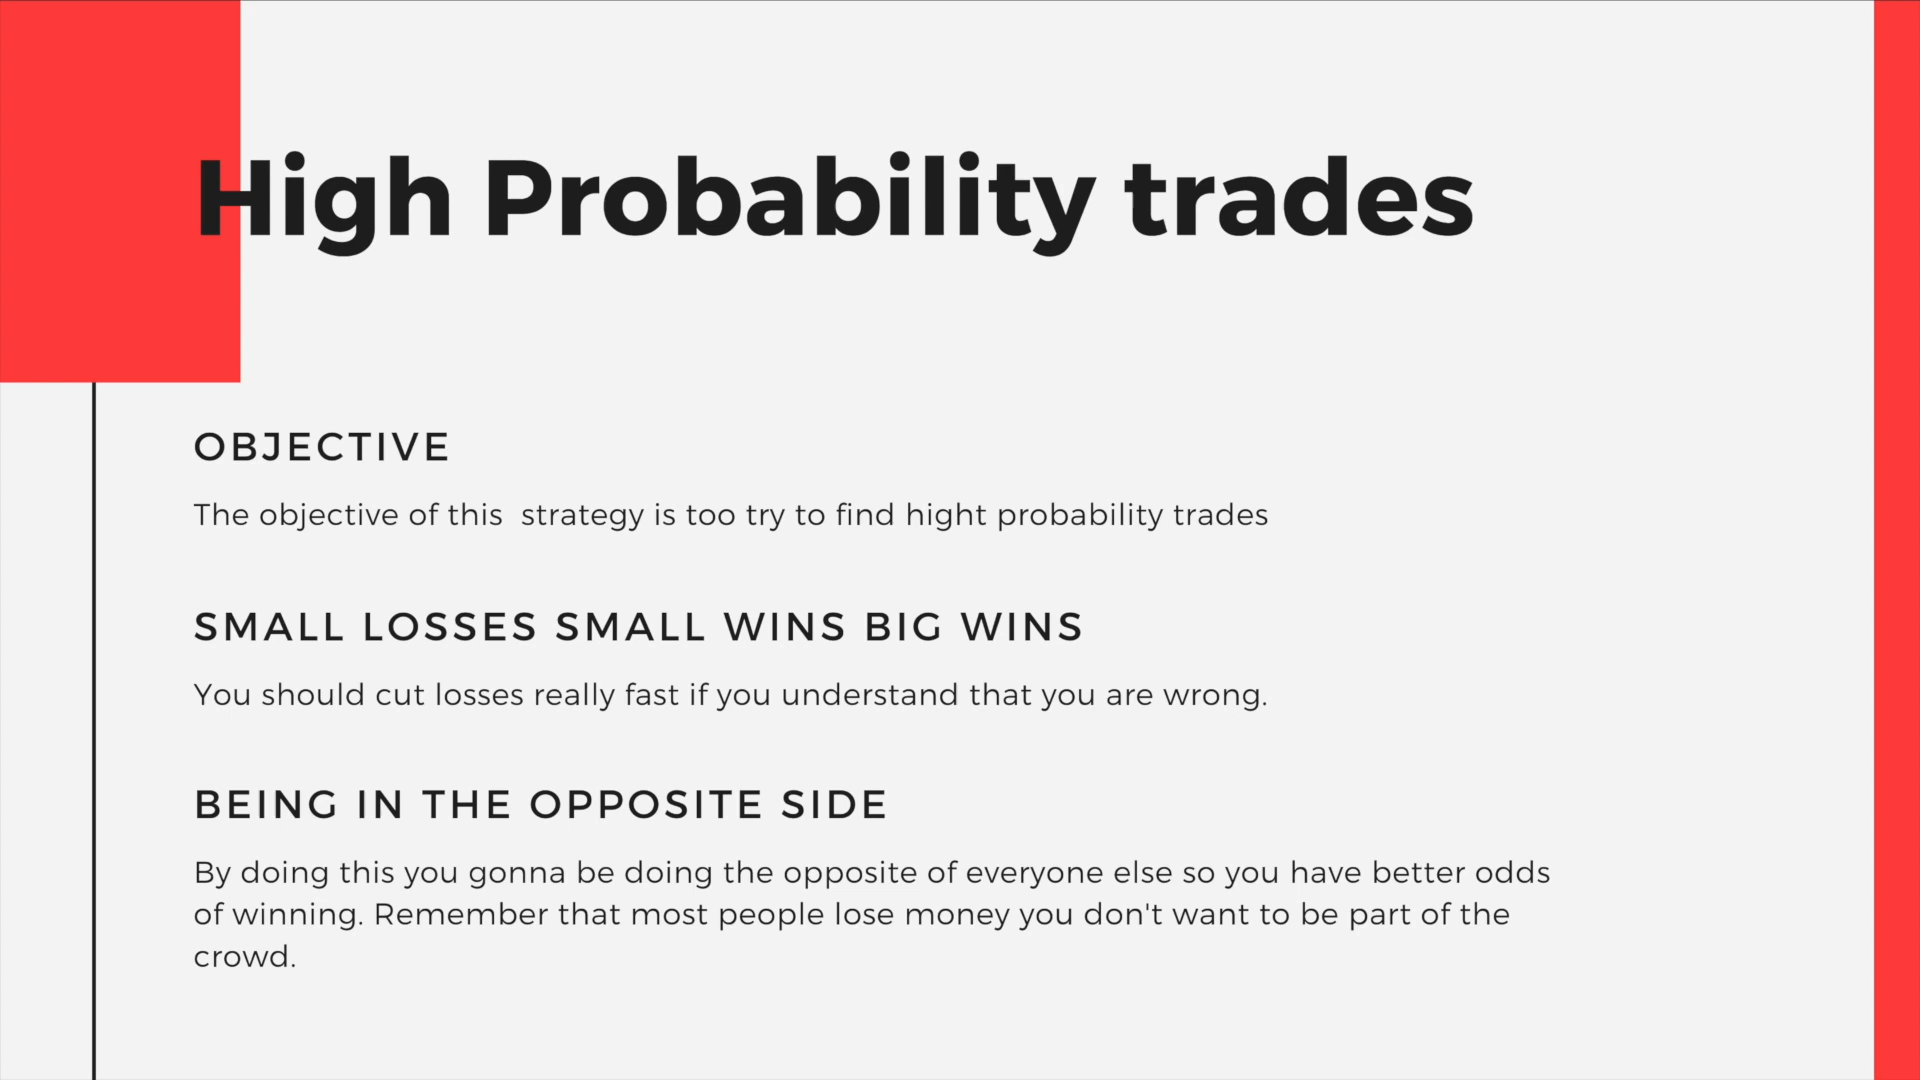 High Probability trades
OBJECTIVE
The objective of this  strategy is too try to find hight probability trades
SMALL LOSSES SMALL WINS BIG WINS
You should cut losses really fast if you understand that you are wrong.
BEING IN THE OPPOSITE SIDE
By doing this you gonna be doing the opposite of everyone else so you have better odds
of winning. Remember that most people lose money you don't want to be part of the
crowd.